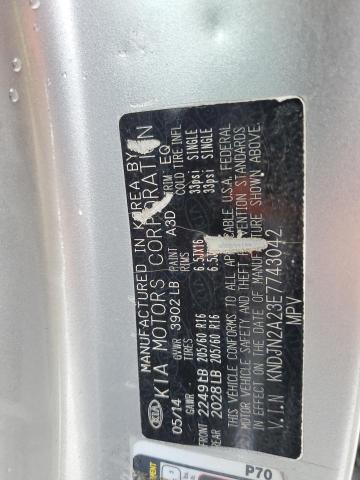 MANUFACTURED IN KOREA BY
KIA KIA MOTORS CORPORATION
05/14 GVWR 3902 LB PAINT A3D TRIM EQ
GAWR RIMS COLD TIRE INFL
FRONT 2249 LB 205/60 R16 6.5JX16 33psi SINGLE
REAR 2028 LB 205/60 R16 33psi SINGLE
THIS VEHICLE CONFORMS TO ALL APPLICABLE U.S.A. FEDERAL
MOTOR VEHICLE SAFETY AND THEFT PREVENTION STANDARDS
IN EFFECT ON THE DATE OF MANUFACTURE SHOWN ABOVE.
V.I.N KNDJN2A23E7743042
MPV
P70